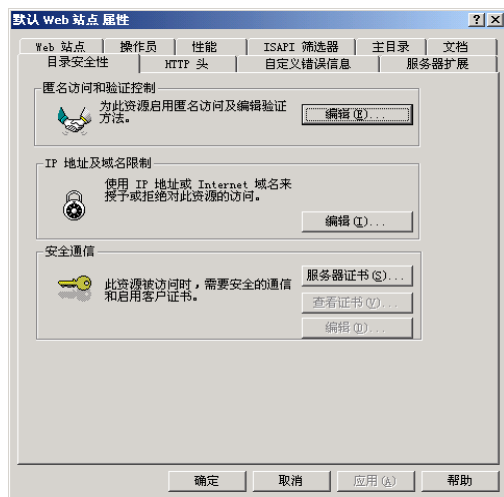 默认 Web 站点 属性
Web 站点 操作员 性能 ISAPI 筛选器 主目录 文档
目录安全性 HTTP 头 自定义错误信息 服务器扩展
匿名访问和验证控制
为此资源启用匿名访问及编辑验证
方法。
编辑(E)...
IP 地址及域名限制
使用 IP 地址或 Internet 域名来
授予或拒绝对此资源的访问。
编辑(I)...
安全通信
此资源被访问时，需要安全的通信
和启用客户证书。
服务器证书(S)...
查看证书(V)...
编辑(D)...
确定 取消 应用(A) 帮助